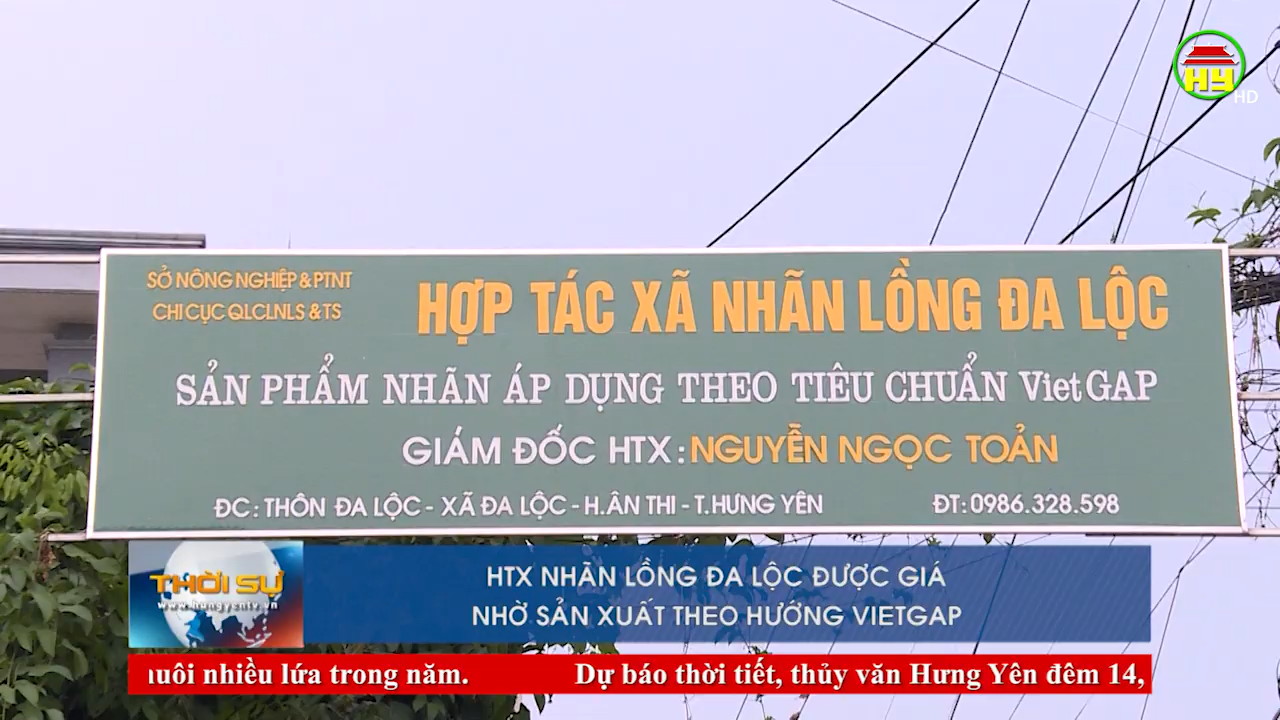 HY
HD
SỞ NÔNG NGHIỆP & PTNT
CHI CỤC QLCLNLS & TS
HỢP TÁC XÃ NHÃN LỒNG ĐA LỘC
SẢN PHẨM NHÃN ÁP DỤNG THEO TIÊU CHUẨN VietGAP
GIÁM ĐỐC HTX: NGUYỄN NGỌC TOẢN
ĐC: THÔN ĐA LỘC - XÃ ĐA LỘC - H.ÂN THI - T.HƯNG YÊN
ĐT: 0986.328.598
THỜI SỰ
www.hungyentv.vn
HTX NHÃN LỒNG ĐA LỘC ĐƯỢC GIÁ
NHỜ SẢN XUẤT THEO HƯỚNG VIETGAP
nhiều lứa trong năm. Dự báo thời tiết, thủy văn Hưng Yên đêm 14,